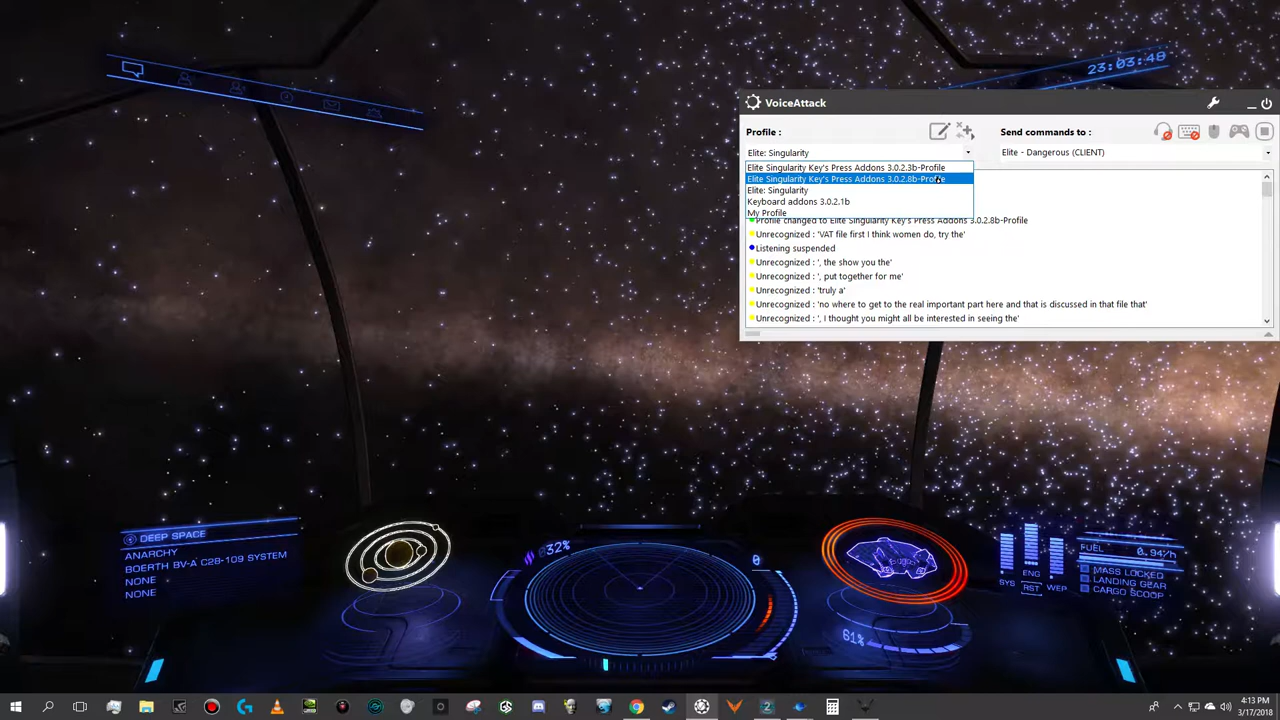 23:03:48
VoiceAttack
Profile :
Send commands to :
Elite: Singularity
Elite - Dangerous (CLIENT)
Elite Singularity Key's Press Addons 3.0.2.3b-Profile
Elite Singularity Key's Press Addons 3.0.2.8b-Profile
Elite: Singularity
Keyboard addons 3.0.2.1b
My Profile
Profile changed to Elite Singularity Key's Press Addons 3.0.2.8b-Profile
Unrecognized : 'VAT file first I think women do, try the'
Listening suspended
Unrecognized : ', the show you the'
Unrecognized : ', put together for me'
Unrecognized : 'truly a'
Unrecognized : 'no where to get to the real important part here and that is discussed in that file that'
Unrecognized : ', I thought you might all be interested in seeing the'
DEEP SPACE
ANARCHY
BOERTH BV-A C28-109 SYSTEM
NONE
NONE
032%
0
61%
SYS
ENG
WEP
RST
FUEL
0.94/h
MASS LOCKED
LANDING GEAR
CARGO SCOOP
4:13 PM
3/17/2018